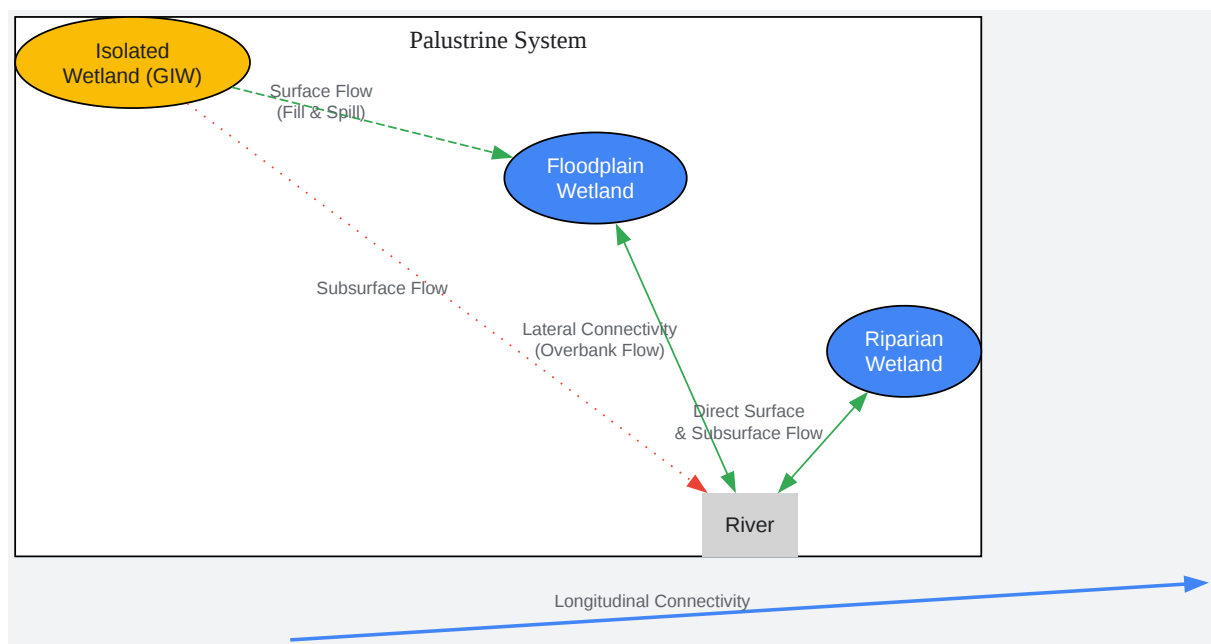 Palustrine System
Isolated
Wetland (GIW)
Surface Flow
(Fill & Spill)
Floodplain
Wetland
Subsurface Flow
Lateral Connectivity
(Overbank Flow)
Riparian
Wetland
Direct Surface
& Subsurface Flow
River
Longitudinal Connectivity